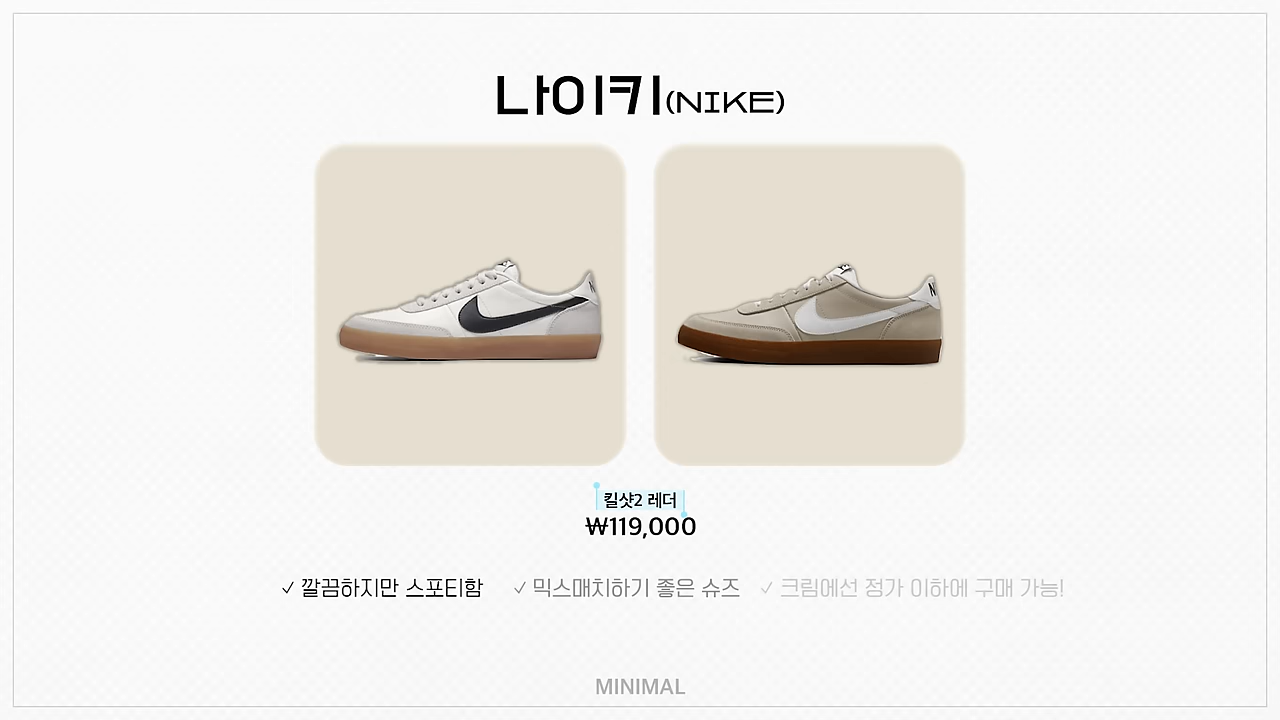 나이키(NIKE)
킬샷2 레더
₩119,000
✓ 깔끔하지만 스포티함 ✓ 믹스매치하기 좋은 슈즈 ✓ 크림에선 정가 이하에 구매 가능!
MINIMAL